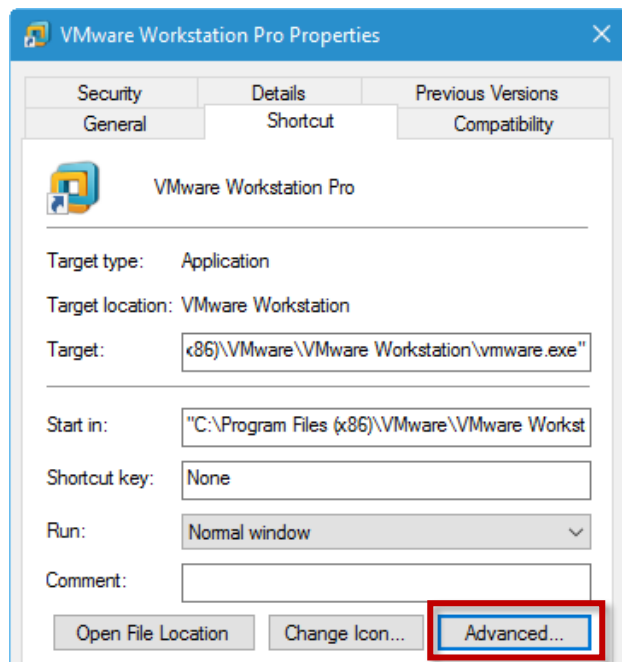 VMware Workstation Pro Properties
Security Details Previous Versions
General Shortcut Compatibility
VMware Workstation Pro
Target type: Application
Target location: VMware Workstation
Target: x86)\VMware\VMware Workstation\vmware.exe"
Start in: "C:\Program Files (x86)\VMware\VMware Workst
Shortcut key: None
Run: Normal window
Comment:
Open File Location Change Icon... Advanced...